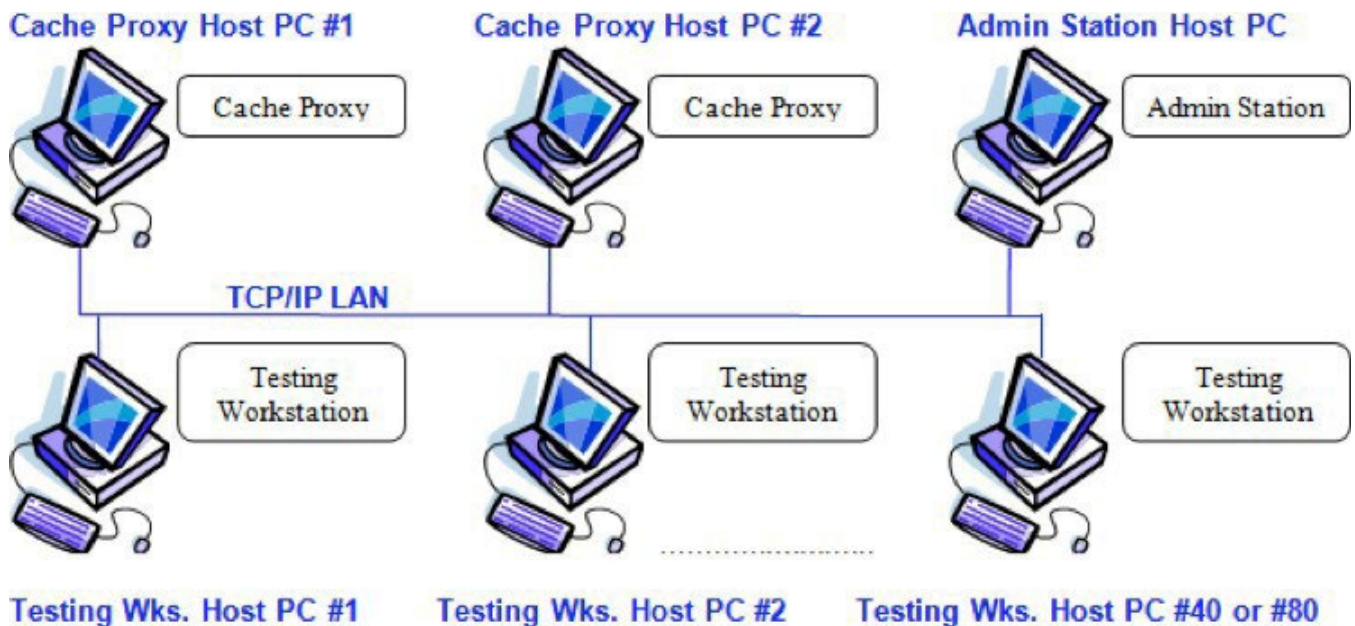 Cache Proxy Host PC #1
Cache Proxy Host PC #2
Admin Station Host PC
Cache Proxy
Cache Proxy
Admin Station
TCP/IP LAN
Testing
Workstation
Testing
Workstation
Testing
Workstation
Testing Wks. Host PC #1
Testing Wks. Host PC #2
Testing Wks. Host PC #40 or #80